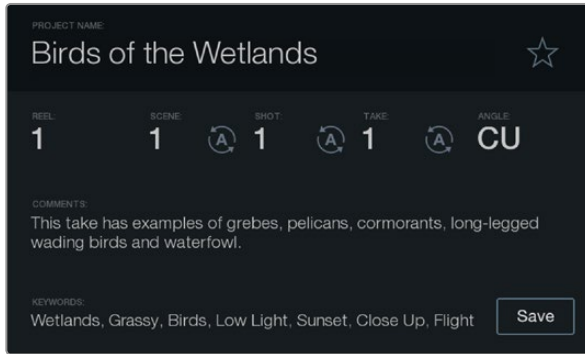 PROJECT NAME:
Birds of the Wetlands
REEL: SCENE: SHOT: TAKE: ANGLE:
1 1 A 1 A 1 A CU
COMMENTS:
This take has examples of grebes, pelicans, cormorants, long-legged
wading birds and waterfowl.
KEYWORDS:
Wetlands, Grassy, Birds, Low Light, Sunset, Close Up, Flight
Save